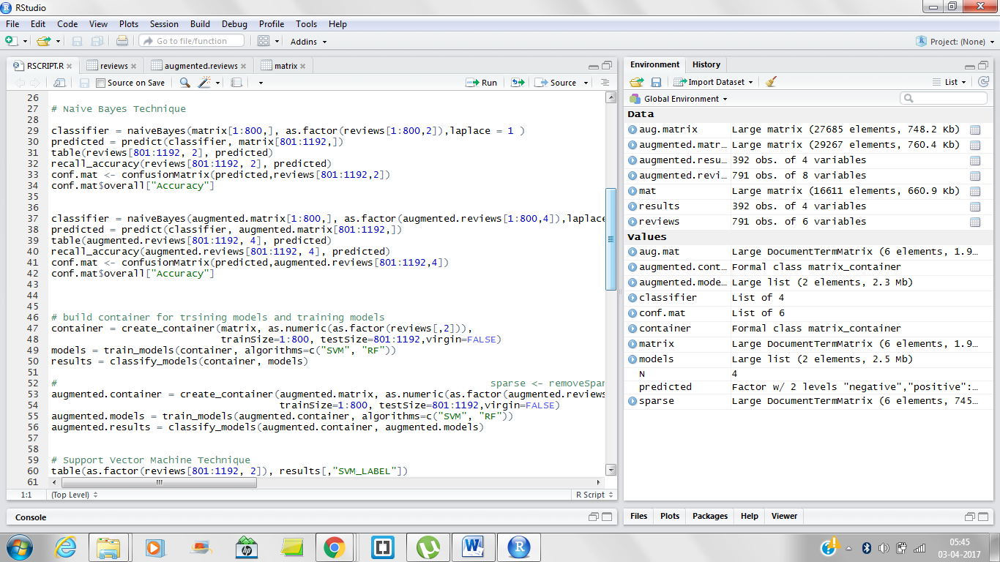 RStudio
File Edit Code View Plots Session Build Debug Profile Tools Help
Go to file/function Addins Project: (None)
RSCRIPT.R reviews augmented.reviews matrix
Source on Save Run Source
26
27 # Naive Bayes Technique
28
29 classifier = naiveBayes(matrix[1:800,], as.factor(reviews[1:800,2]),laplace = 1 )
30 predicted = predict(classifier, matrix[801:1192,])
31 table(reviews[801:1192, 2], predicted)
32 recall_accuracy(reviews[801:1192, 2], predicted)
33 conf.mat <- confusionMatrix(predicted,reviews[801:1192,2])
34 conf.mat$overall["Accuracy"]
35
36
37 classifier = naiveBayes(augmented.matrix[1:800,], as.factor(augmented.reviews[1:800,4]),laplace
38 predicted = predict(classifier, augmented.matrix[801:1192,])
39 table(augmented.reviews[801:1192, 4], predicted)
40 recall_accuracy(augmented.reviews[801:1192, 4], predicted)
41 conf.mat <- confusionMatrix(predicted,augmented.reviews[801:1192,4])
42 conf.mat$overall["Accuracy"]
43
44
45
46 # build container for trsining models and training models
47 container = create_container(matrix, as.numeric(as.factor(reviews[,2])),
48 trainSize=1:800, testSize=801:1192,virgin=FALSE)
49 models = train_models(container, algorithms=c("SVM", "RF"))
50 results = classify_models(container, models)
51
52 # sparse <- removeSpar
53 augmented.container = create_container(augmented.matrix, as.numeric(as.factor(augmented.reviews
54 trainSize=1:800, testSize=801:1192,virgin=FALSE)
55 augmented.models = train_models(augmented.container, algorithms=c("SVM", "RF"))
56 augmented.results = classify_models(augmented.container, augmented.models)
57
58
59 # Support Vector Machine Technique
60 table(as.factor(reviews[801:1192, 2]), results[,"SVM_LABEL"])
61
1:1 (Top Level) R Script
Console
Environment History
Import Dataset List
Global Environment
Data
aug.matrix Large matrix (27685 elements, 748.2 Kb)
augmented.matr… Large matrix (29267 elements, 760.4 Kb)
augmented.resu… 392 obs. of 4 variables
augmented.revi… 791 obs. of 8 variables
mat Large matrix (16611 elements, 660.9 Kb)
results 392 obs. of 4 variables
reviews 791 obs. of 6 variables
Values
aug.mat Large DocumentTermMatrix (6 elements, 1.9…
augmented.cont… Formal class matrix_container
augmented.mode… Large list (2 elements, 2.3 Mb)
classifier List of 4
conf.mat List of 6
container Formal class matrix_container
matrix Large DocumentTermMatrix (6 elements, 1.9…
models Large list (2 elements, 2.5 Mb)
N 4
predicted Factor w/ 2 levels "negative","positive":…
sparse Large DocumentTermMatrix (6 elements, 745…
Files Plots Packages Help Viewer
05:45
03-04-2017